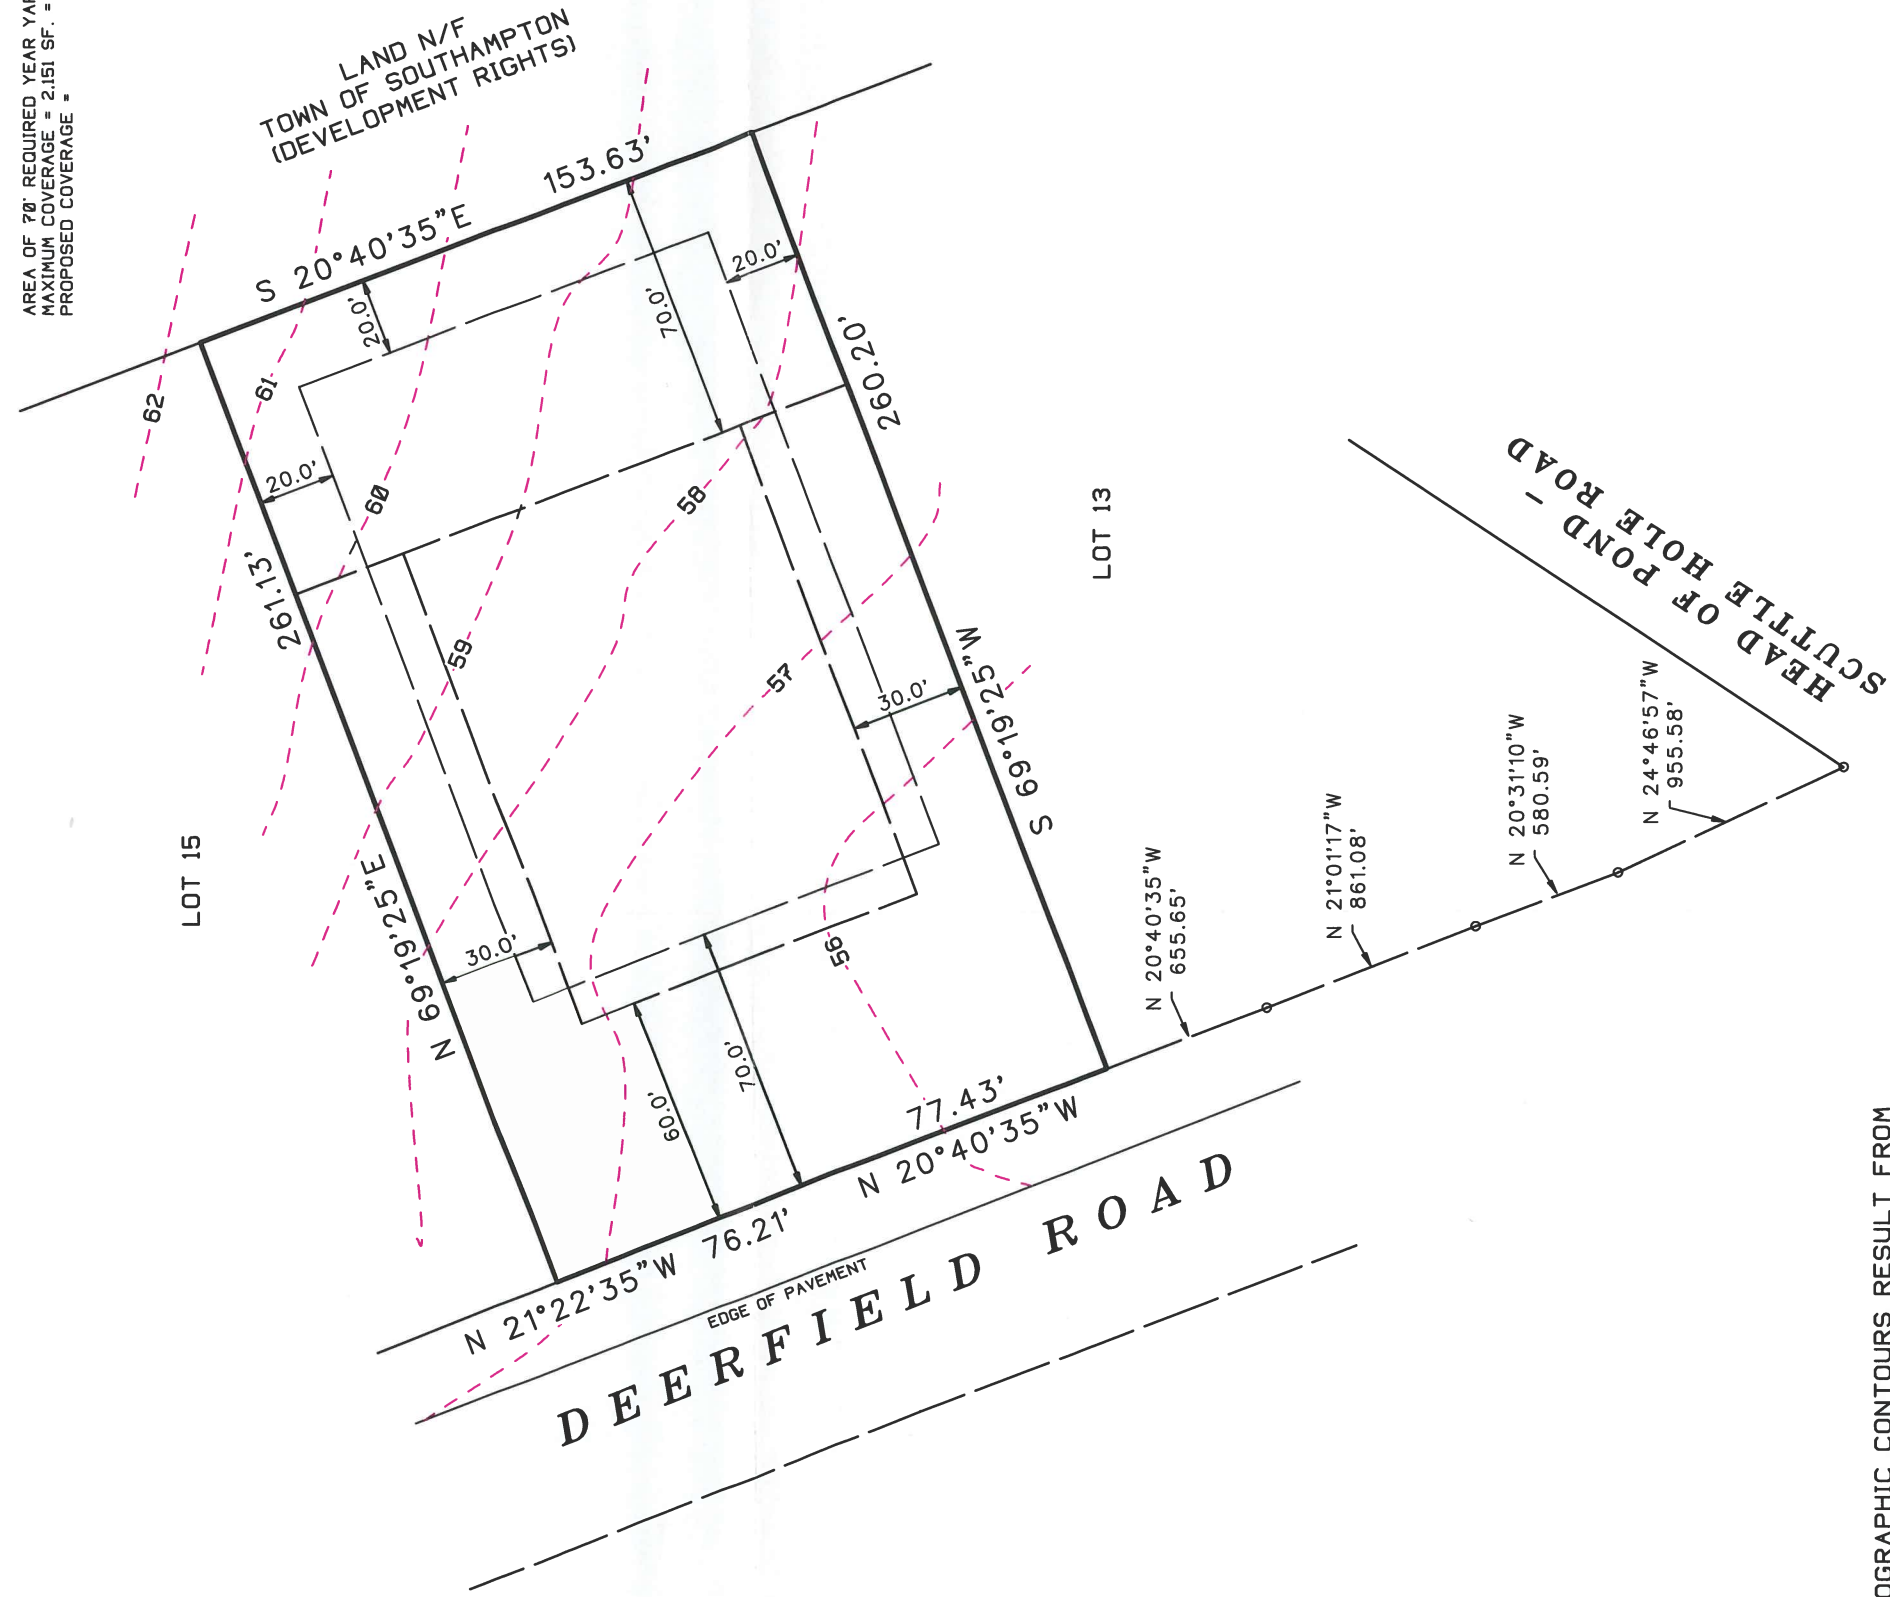 AREA OF 70' REQUIRED YEAR
MAXIMUM COVERAGE = 2,151 SF. =
PROPOSED COVERAGE =
LAND N/F
TOWN OF SOUTHAMPTON
(DEVELOPMENT RIGHTS)
S 20°40'35"E
153.63'
62
61
60
59
58
57
56
20.0'
20.0'
20.0'
70.0'
261.13'
N 69°19'25"E
260.20'
S 69°19'25"W
30.0'
30.0'
60.0'
70.0'
LOT 15
LOT 13
N 21°22'35"W 76.21'
77.43'
N 20°40'35"W
EDGE OF PAVEMENT
DEERFIELD ROAD
N 20°40'35"W
655.65'
N 21°01'17"W
861.08'
N 20°31'10"W
580.59'
N 24°46'57"W
955.58'
HEAD OF POND -
SCUTTLE HOLE ROAD
OGRAPHIC CONTOURS RESULT FROM